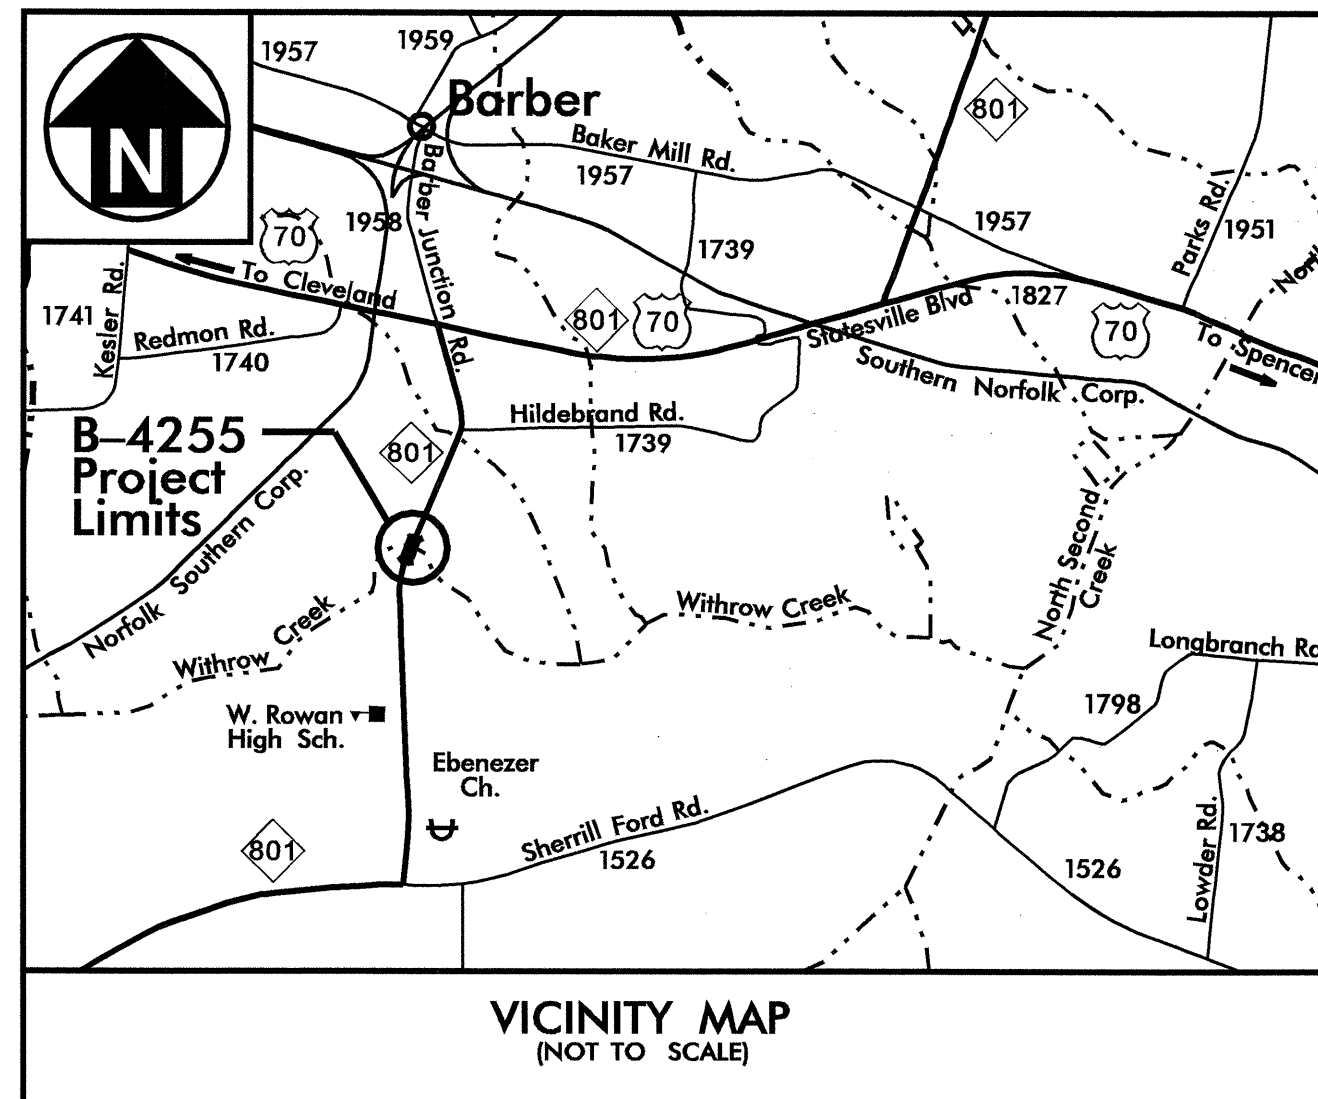 1957
1959
N
Barber
801
Baker Mill Rd.
1957
Barber Junction Rd.
1958
70
1957
Parks Rd.
1951
1739
To Cleveland
Kesler Rd.
1741
Redmon Rd.
1740
801
70
Statesville Blvd
1827
70
To Spencer
Southern Norfolk Corp.
Hildebrand Rd.
1739
B-4255
Project
Limits
801
Norfolk Southern Corp.
North Second
Creek
Withrow Creek
Withrow Creek
Longbranch Rd
1798
W. Rowan
High Sch.
Ebenezer
Ch.
Sherrill Ford Rd.
1526
801
1526
Lowder Rd.
1738
VICINITY MAP
(NOT TO SCALE)